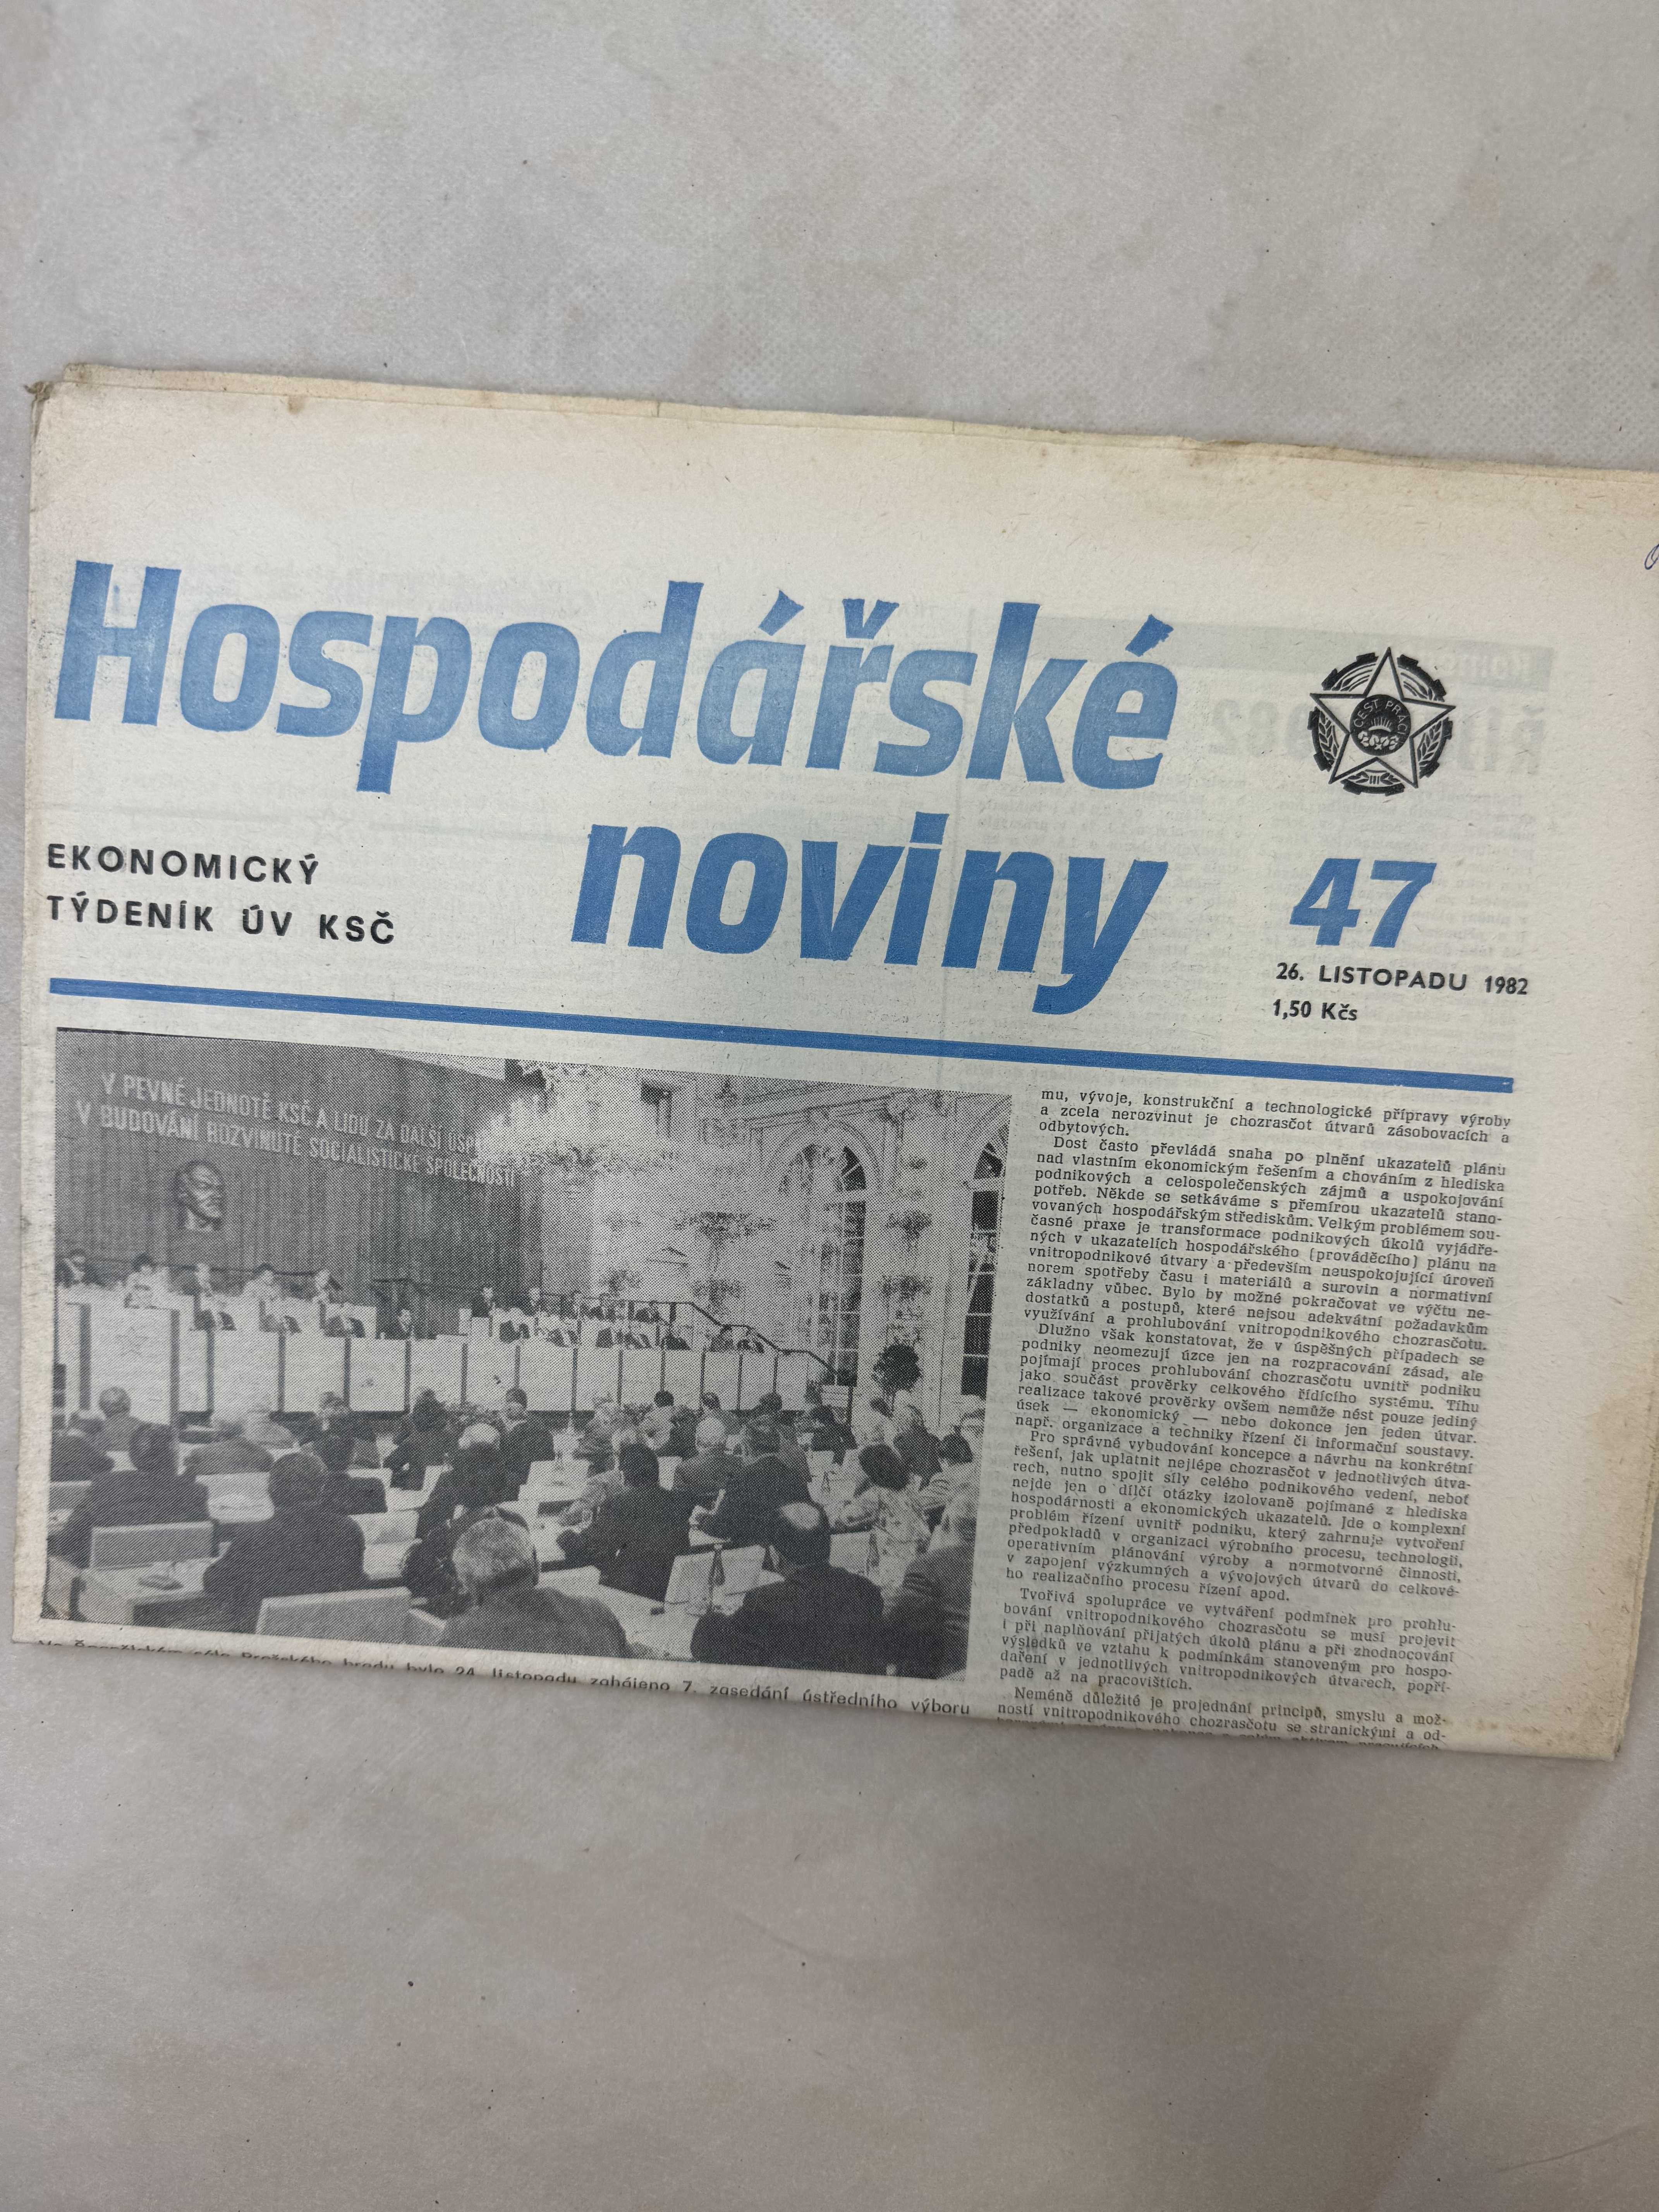 Hospodářské
noviny
EKONOMICKÝ
TÝDENÍK ÚV KSČ
ČEST PRÁCI
47
26. LISTOPADU 1982
1,50 Kčs
V PEVNÉ JEDNOTĚ KSČ A LIDU ZA DALŠÍ
V BUDOVÁNÍ ROZVINUTÉ SOCIALISTICKÉ SPOLEČNOSTI
bylo 24. listopadu zahájeno 7. zasedání ústředního výboru
mu, vývoje, konstrukční a technologické přípravy výroby
a zcela nerozvinut je chozrasčot útvarů zásobovacích a
odbytových.
Dost často převládá snaha po plnění ukazatelů plánu
nad vlastním ekonomickým řešením a chováním z hlediska
podnikových a celospolečenských zájmů a uspokojování
potřeb. Někde se setkáváme s přemírou ukazatelů stano-
vovaných hospodářským střediskům. Velkým problémem sou-
časné praxe je transformace podnikových úkolů vyjádře-
ných v ukazatelích hospodářského (prováděcího) plánu na
vnitropodnikové útvary a především neuspokojující úroveň
norem spotřeby času i materiálů a surovin a normativní
základny vůbec. Bylo by možné pokračovat ve výčtu ne-
dostatků a postupů, které nejsou adekvátní požadavkům
využívání a prohlubování vnitropodnikového chozrasčotu.
Dlužno však konstatovat, že v úspěšných případech se
podniky neomezují úzce jen na rozpracování zásad, ale
pojímají proces prohlubování chozrasčotu uvnitř podniku
jako součást prověrky celkového řídícího systému. Tíhu
realizace takové prověrky ovšem nemůže nést pouze jediný
úsek — ekonomický — nebo dokonce jen jeden útvar,
např. organizace a techniky řízení či informační soustavy.
Pro správné vybudování koncepce a návrhu na konkrétní
řešení, jak uplatnit nejlépe chozrasčot v jednotlivých útva-
rech, nutno spojit síly celého podnikového vedení, neboť
nejde jen o dílčí otázky izolovaně pojímané z hlediska
hospodárnosti a ekonomických ukazatelů. Jde o komplexní
problém řízení uvnitř podniku, který zahrnuje vytvoření
předpokladů v organizaci výrobního procesu, technologii,
operativním plánování výroby a normotvorné činnosti,
v zapojení výzkumných a vývojových útvarů do celkové-
ho realizačního procesu řízení apod.
Tvořivá spolupráce ve vytváření podmínek pro prohlu-
bování vnitropodnikového chozrasčotu se musí projevit
i při naplňování přijatých úkolů plánu a při zhodnocování
výsledků ve vztahu k podmínkám stanoveným pro hospo-
daření v jednotlivých vnitropodnikových útvarech, popří-
padě až na pracovištích.
Neméně důležité je projednání principů, smyslu a mož-
ností vnitropodnikového chozrasčotu se stranickými a od-